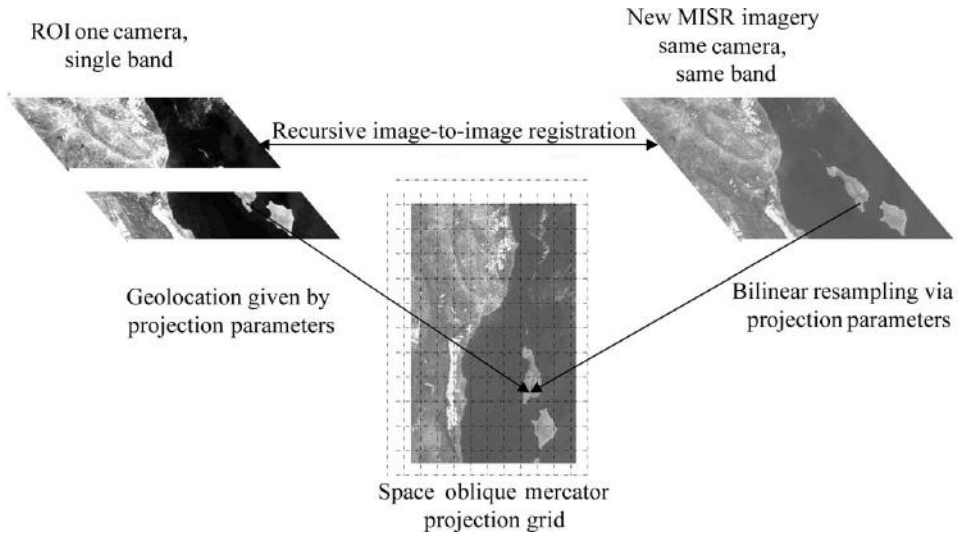 ROI one camera,
single band
New MISR imagery
same camera,
same band
Recursive image-to-image registration
Geolocation given by
projection parameters
Bilinear resampling via
projection parameters
Space oblique mercator
projection grid